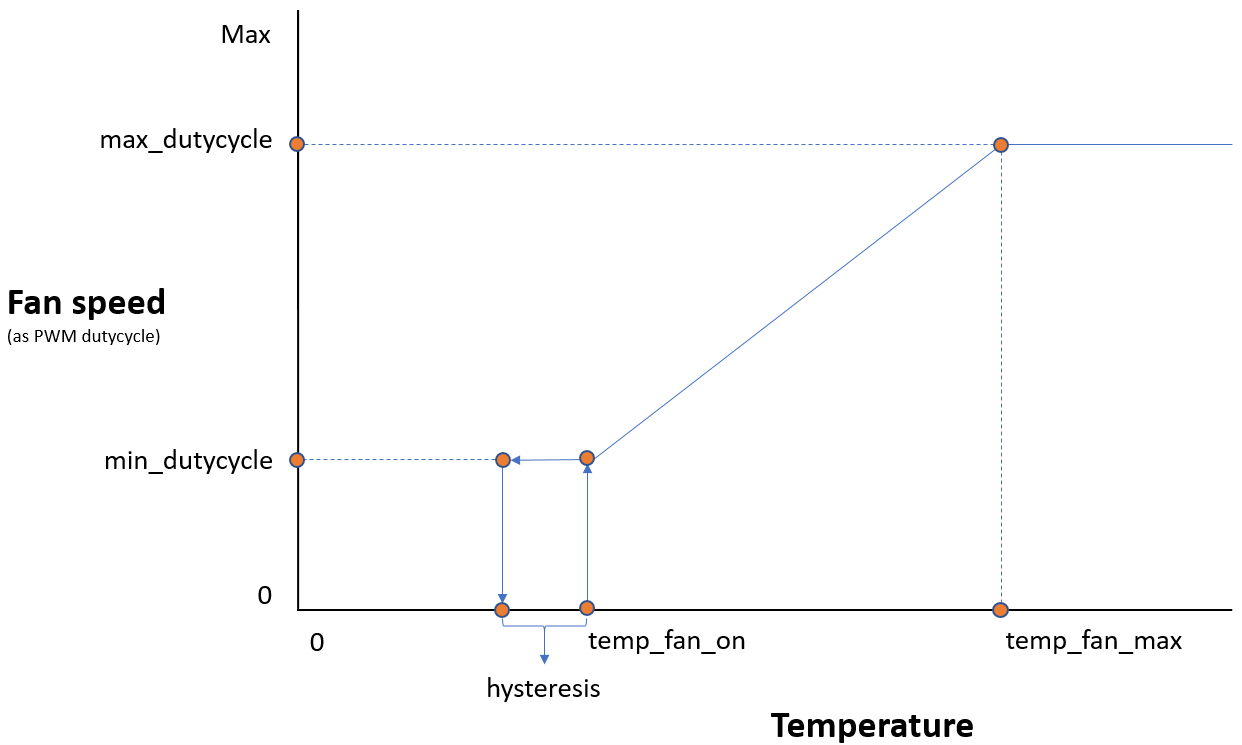 Max
max_dutycycle
Fan speed
(as PWM dutycycle)
min_dutycycle
0
0
temp_fan_on
temp_fan_max
hysteresis
Temperature